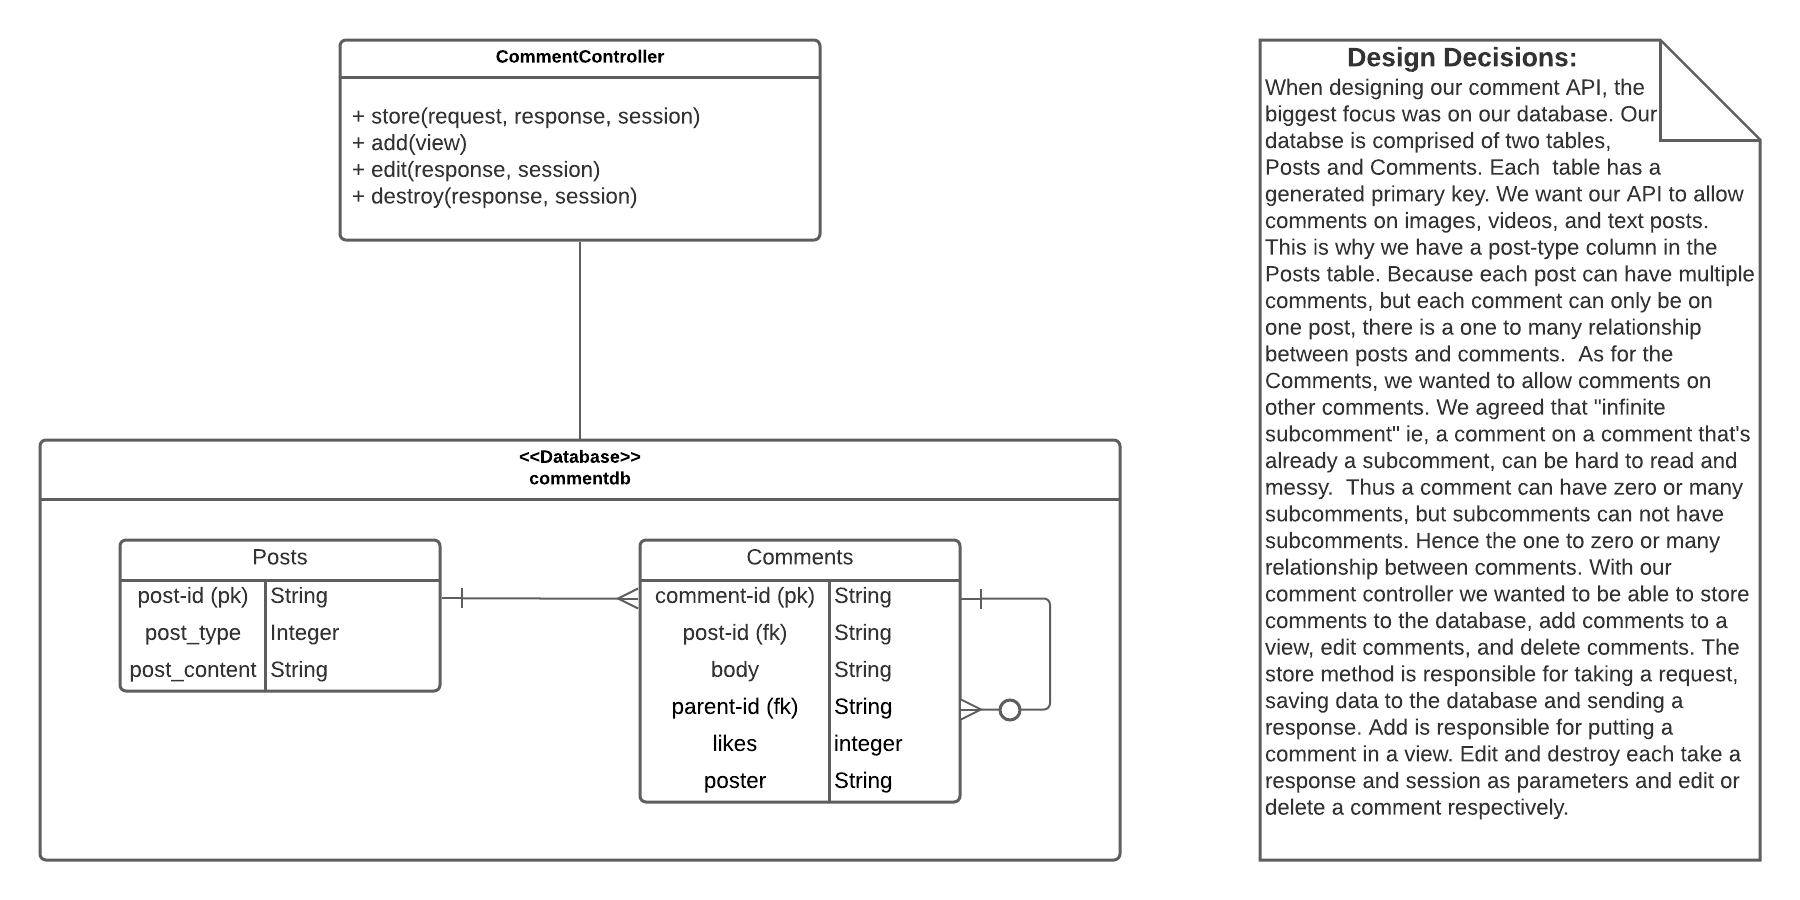 CommentController
+ store(request, response, session)
+ add(view)
+ edit(response, session)
+ destroy(response, session)
<<Database>>
commentdb
Posts
post-id (pk) String
post_type Integer
post_content String
Comments
comment-id (pk) String
post-id (fk) String
body String
parent-id (fk) String
likes integer
poster String
Design Decisions:
When designing our comment API, the
biggest focus was on our database. Our
databse is comprised of two tables,
Posts and Comments. Each  table has a
generated primary key. We want our API to allow
comments on images, videos, and text posts.
This is why we have a post-type column in the
Posts table. Because each post can have multiple
comments, but each comment can only be on
one post, there is a one to many relationship
between posts and comments.  As for the
Comments, we wanted to allow comments on
other comments. We agreed that "infinite
subcomment" ie, a comment on a comment that's
already a subcomment, can be hard to read and
messy.  Thus a comment can have zero or many
subcomments, but subcomments can not have
subcomments. Hence the one to zero or many
relationship between comments. With our
comment controller we wanted to be able to store
comments to the database, add comments to a
view, edit comments, and delete comments. The
store method is responsible for taking a request,
saving data to the database and sending a
response. Add is responsible for putting a
comment in a view. Edit and destroy each take a
response and session as parameters and edit or
delete a comment respectively.